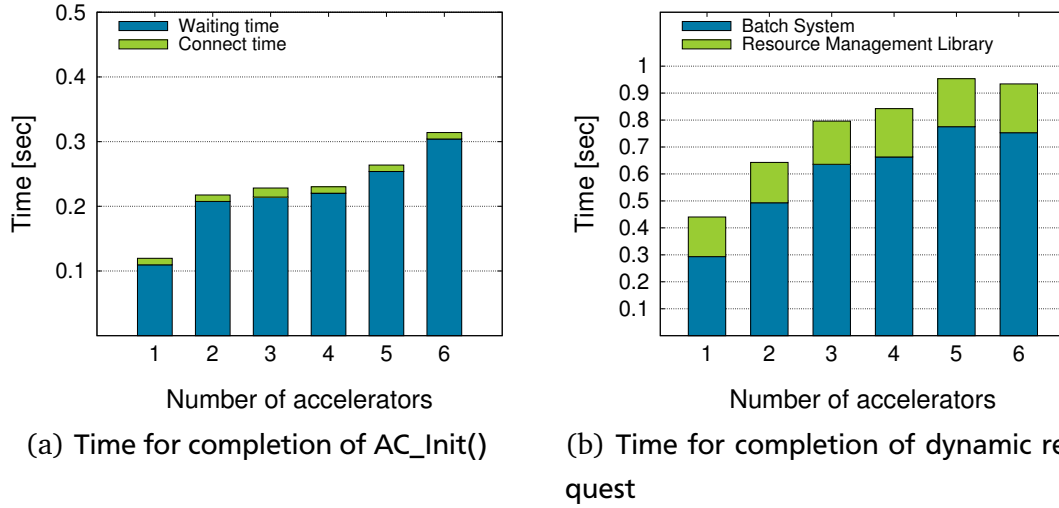 0.5
0.4
0.3
0.2
0.1
Time [sec]
Waiting time
Connect time
1 2 3 4 5 6
Number of accelerators
(a) Time for completion of AC_Init()
1
0.9
0.8
0.7
0.6
0.5
0.4
0.3
0.2
0.1
Time [sec]
Batch System
Resource Management Library
1 2 3 4 5 6
Number of accelerators
(b) Time for completion of dynamic re
quest